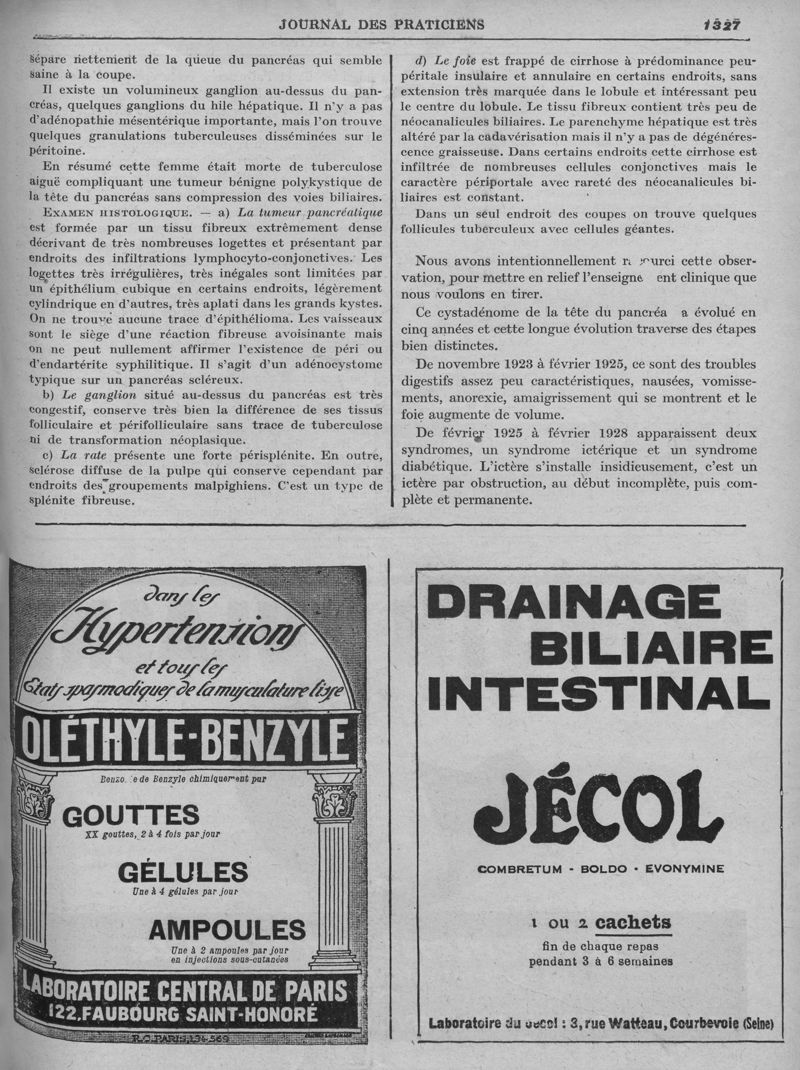 JOURNAL DES PRATICIENS
1327
sépare nettement de la queue du pancréas qui semble
saine à la coupe.
Il existe un volumineux ganglion au-dessus du pan-
créas, quelques ganglions du hile hépatique. Il n'y a pas
d'adénopathie mésentérique importante, mais l'on trouve
quelques granulations tuberculeuses disséminées sur le
péritoine.
En résumé cette femme était morte de tuberculose
aiguë compliquant une tumeur bénigne polykystique de
la tête du pancréas sans compression des voies biliaires.
EXAMEN HISTOLOGIQUE. — a) La tumeur pancréatique
est formée par un tissu fibreux extrêmement dense
décrivant de très nombreuses logettes et présentant par
endroits des infiltrations lymphocyto-conjonctives. Les
logettes très irrégulières, très inégales sont limitées par
un épithélium cubique en certains endroits, légèrement
cylindrique en d'autres, très aplati dans les grands kystes.
On ne trouve aucune trace d'épithélioma. Les vaisseaux
sont le siège d'une réaction fibreuse avoisinante mais
on ne peut nullement affirmer l'existence de péri ou
d'endartérite syphilitique. Il s'agit d'un adénocystome
typique sur un pancréas scléreux.
b) Le ganglion situé au-dessus du pancréas est très
congestif, conserve très bien la différence de ses tissus
folliculaire et périfolliculaire sans trace de tuberculose
ni de transformation néoplasique.
c) La rate présente une forte périsplénite. En outre,
sclérose diffuse de la pulpe qui conserve cependant par
endroits des groupements malpighiens. C'est un type de
splénite fibreuse.
d) Le foie est frappé de cirrhose à prédominance peu-
péritale insulaire et annulaire en certains endroits, sans
extension très marquée dans le lobule et intéressant peu
le centre du lobule. Le tissu fibreux contient très peu de
néocanalicules biliaires. Le parenchyme hépatique est très
altéré par la cadavérisation mais il n'y a pas de dégénéres-
cence graisseuse. Dans certains endroits cette cirrhose est
infiltrée de nombreuses cellules conjonctives mais le
caractère périportale avec rareté des néocanalicules bi-
liaires est constant.
Dans un seul endroit des coupes on trouve quelques
follicules tuberculeux avec cellules géantes.
Nous avons intentionnellement cette obser-
vation, pour mettre en relief l'enseigne ent clinique que
nous voulons en tirer.
Ce cystadénome de la tête du pancréa a évolué en
cinq années et cette longue évolution traverse des étapes
bien distinctes.
De novembre 1923 à février 1925, ce sont des troubles
digestifs assez peu caractéristiques, nausées, vomisse-
ments, anorexie, amaigrissement qui se montrent et le
foie augmente de volume.
De février 1925 à février 1928 apparaissent deux
syndromes, un syndrome ictérique et un syndrome
diabétique. L'ictère s'installe insidieusement, c'est un
ictère par obstruction, au début incomplète, puis com-
plète et permanente.
dans les
Hypertensions
et tous les
États spasmodiques de la musculature lisse
OLÉTHYLE-BENZYLE
de Benzyle chimiquement pur
GOUTTES
XX gouttes, 2 à 4 fois par jour
GÉLULES
Une à 4 gélules par jour
AMPOULES
Une à 2 ampoules par jour
en injections sous-cutanées
LABORATOIRE CENTRAL DE PARIS
122, FAUBOURG SAINT-HONORÉ
R.C. PARIS
DRAINAGE
BILIAIRE
INTESTINAL
JÉCOL
COMBRETUM - BOLDO - EVONYMINE
1 OU 2 cachets
fin de chaque repas
pendant 3 à 6 semaines
Laboratoire du Jécol : 3, rue Watteau, Courbevoie (Seine)